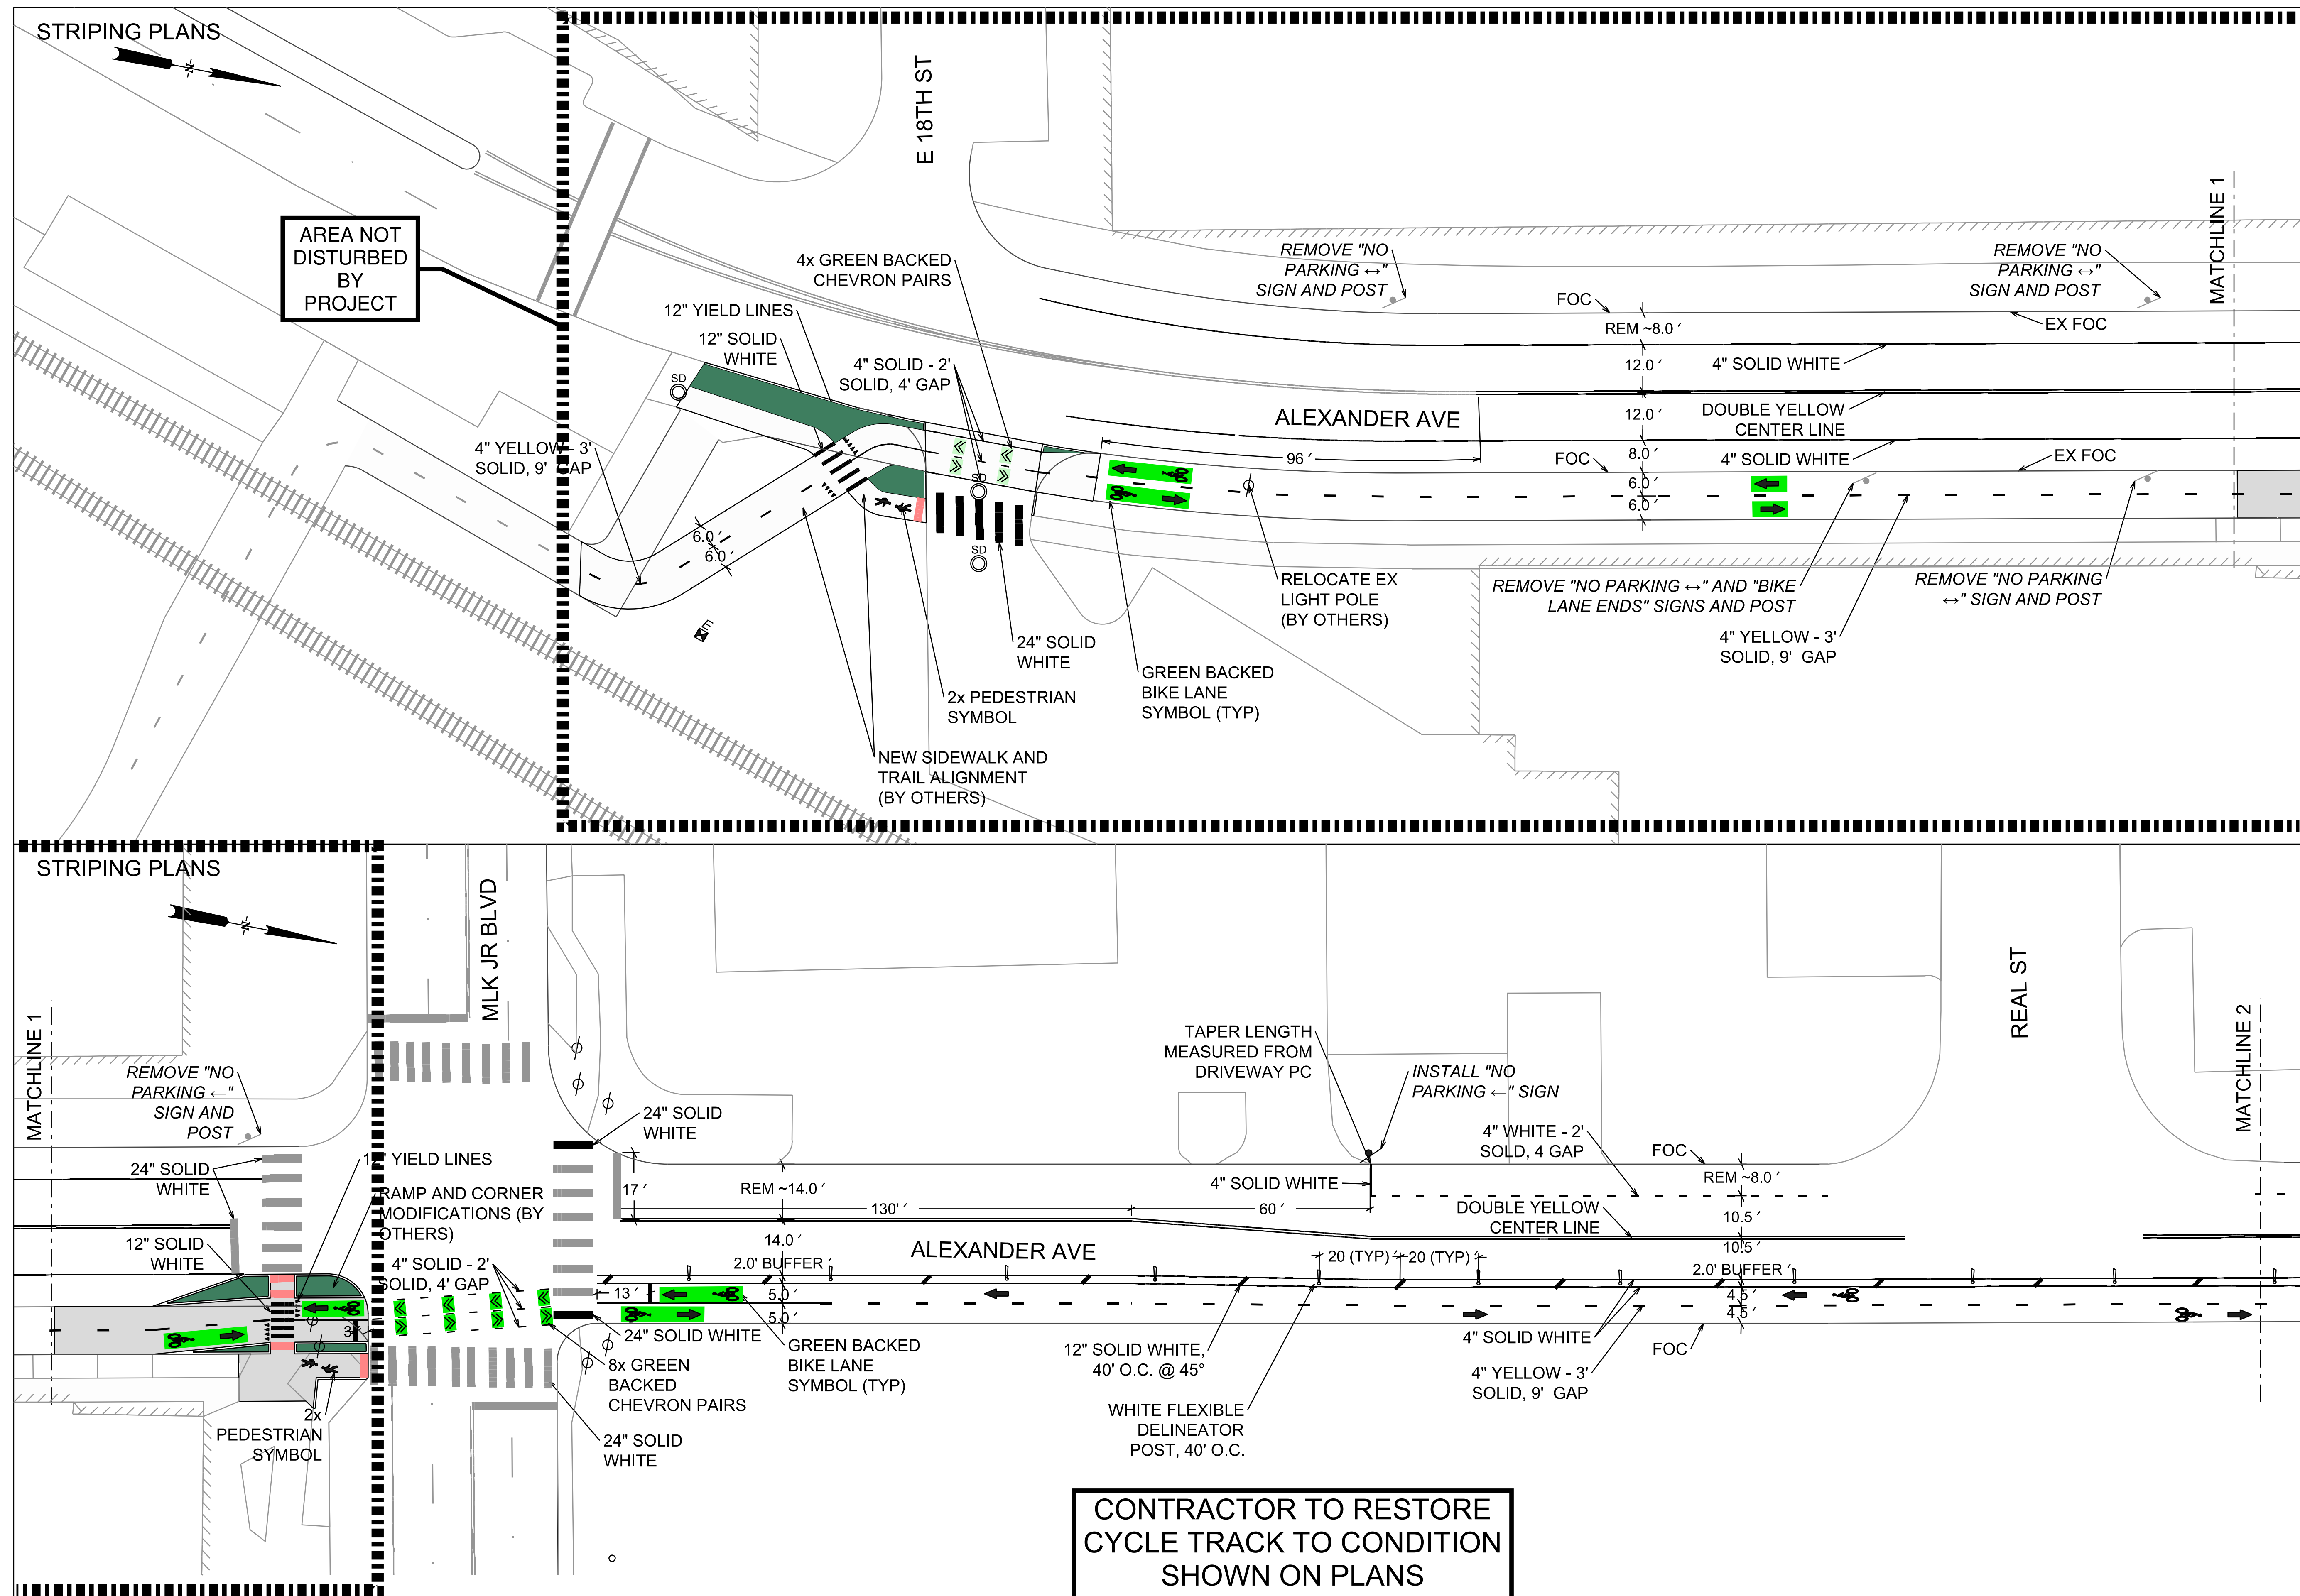 STRIPING PLANS
N
E 18TH ST
AREA NOT
DISTURBED
BY
PROJECT
4x GREEN BACKED
CHEVRON PAIRS
12" YIELD LINES
12" SOLID
WHITE
4" SOLID - 2'
SOLID, 4' GAP
SD
4" YELLOW - 3'
SOLID, 9' GAP
6.0 ′
6.0 ′
SD
SD
E
REMOVE "NO
PARKING ↔"
SIGN AND POST
FOC
REM ~8.0 ′
REMOVE "NO
PARKING ↔"
SIGN AND POST
MATCHLINE 1
EX FOC
12.0 ′
4" SOLID WHITE
ALEXANDER AVE
12.0 ′
DOUBLE YELLOW
CENTER LINE
96 ′
FOC
8.0 ′
4" SOLID WHITE
EX FOC
6.0 ′
6.0 ′
RELOCATE EX
LIGHT POLE
(BY OTHERS)
REMOVE "NO PARKING ↔" AND "BIKE
LANE ENDS" SIGNS AND POST
REMOVE "NO PARKING
↔" SIGN AND POST
4" YELLOW - 3'
SOLID, 9' GAP
24" SOLID
WHITE
GREEN BACKED
BIKE LANE
SYMBOL (TYP)
2x PEDESTRIAN
SYMBOL
NEW SIDEWALK AND
TRAIL ALIGNMENT
(BY OTHERS)
STRIPING PLANS
N
MLK JR BLVD
MATCHLINE 1
REMOVE "NO
PARKING ←"
SIGN AND
POST
24" SOLID
WHITE
12" YIELD LINES
RAMP AND CORNER
MODIFICATIONS (BY
OTHERS)
12" SOLID
WHITE
4" SOLID - 2'
SOLID, 4' GAP
3′
2x
PEDESTRIAN
SYMBOL
24" SOLID
WHITE
17 ′
REM ~14.0 ′
130' ′
60 ′
14.0 ′
ALEXANDER AVE
2.0' BUFFER ′
13 ′
5.0 ′
5.0 ′
24" SOLID WHITE
8x GREEN
BACKED
CHEVRON PAIRS
GREEN BACKED
BIKE LANE
SYMBOL (TYP)
24" SOLID
WHITE
TAPER LENGTH
MEASURED FROM
DRIVEWAY PC
INSTALL "NO
PARKING ←" SIGN
4" WHITE - 2'
SOLD, 4 GAP
FOC
4" SOLID WHITE
REM ~8.0 ′
DOUBLE YELLOW
CENTER LINE
10.5 ′
10.5 ′
20 (TYP) ′
20 (TYP) ′
2.0' BUFFER ′
4.5 ′
4.5 ′
12" SOLID WHITE,
40' O.C. @ 45°
4" SOLID WHITE
FOC
4" YELLOW - 3'
SOLID, 9' GAP
WHITE FLEXIBLE
DELINEATOR
POST, 40' O.C.
REAL ST
MATCHLINE 2
CONTRACTOR TO RESTORE
CYCLE TRACK TO CONDITION
SHOWN ON PLANS